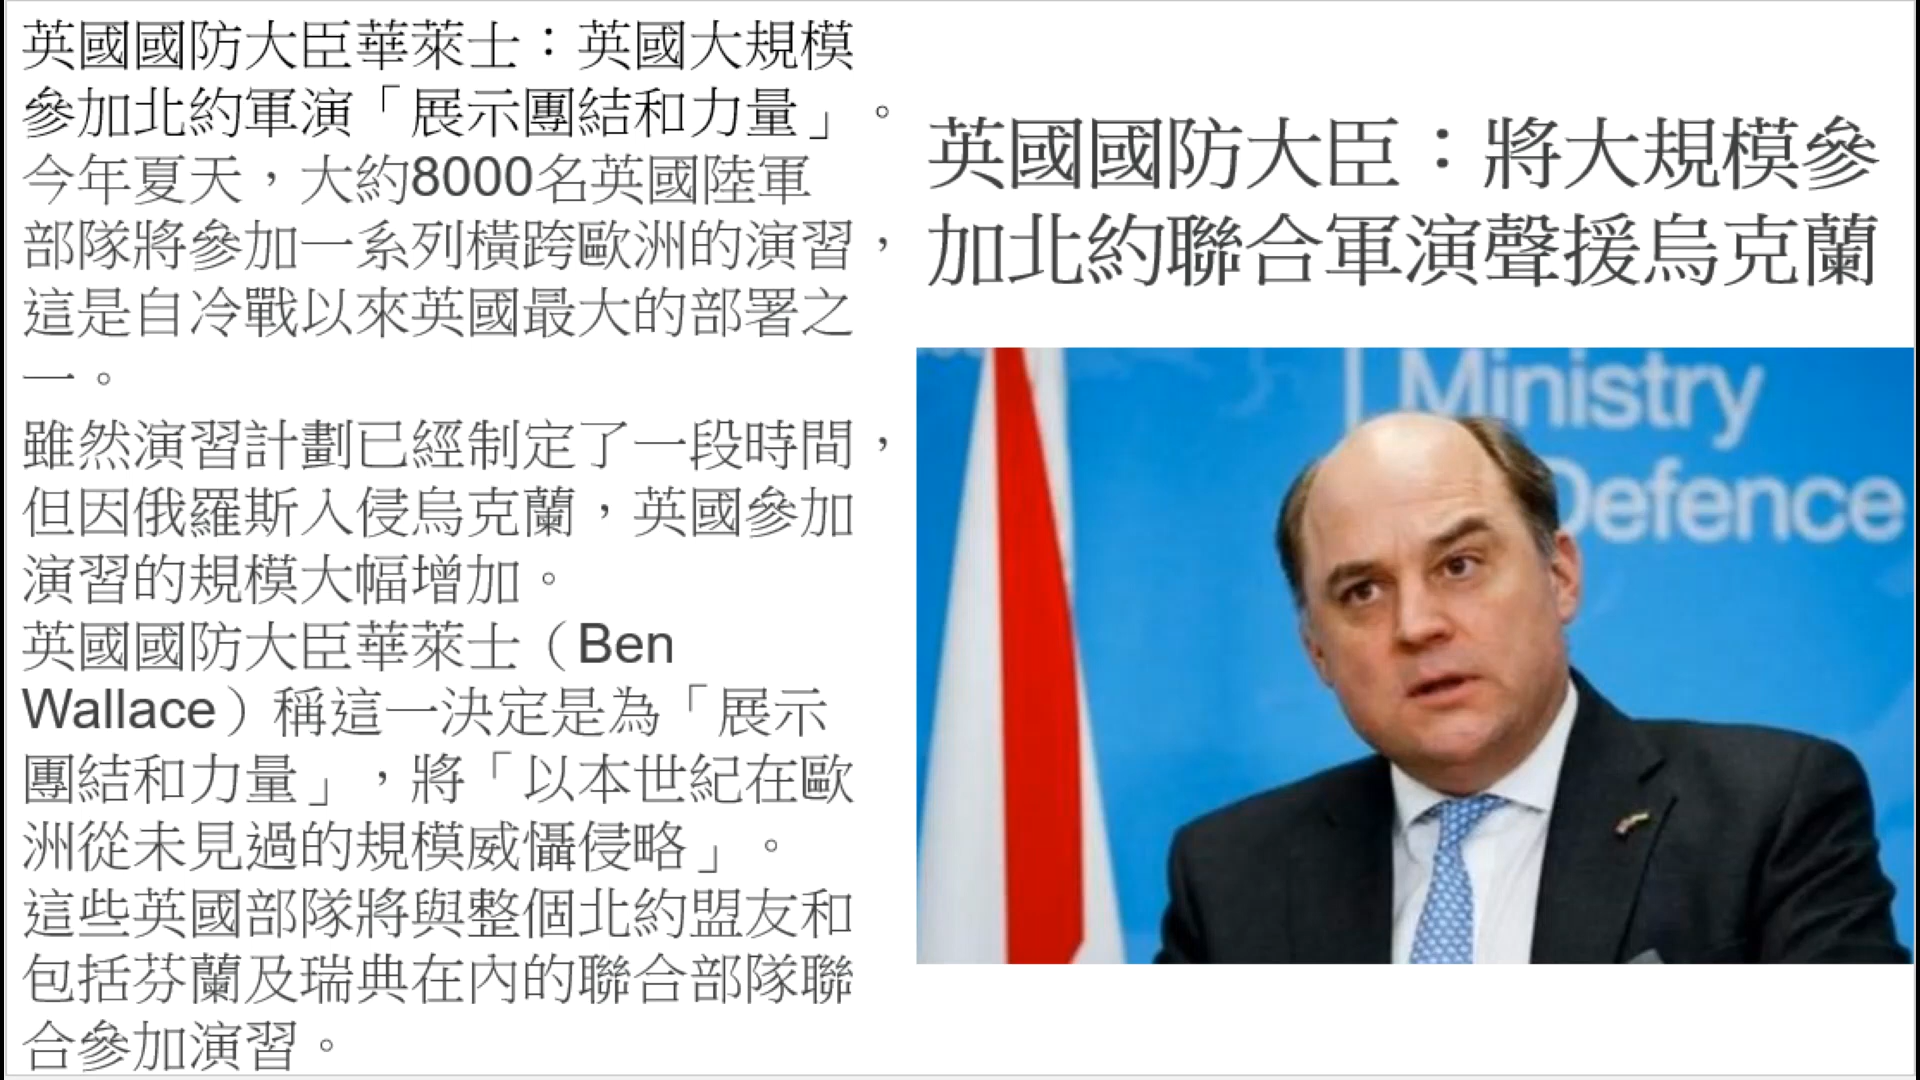 英國國防大臣華萊士：英國大規模
參加北約軍演「展示團結和力量」。
今年夏天，大約8000名英國陸軍
部隊將參加一系列橫跨歐洲的演習，
這是自冷戰以來英國最大的部署之
一。
雖然演習計劃已經制定了一段時間，
但因俄羅斯入侵烏克蘭，英國參加
演習的規模大幅增加。
英國國防大臣華萊士（Ben
Wallace）稱這一決定是為「展示
團結和力量」，將「以本世紀在歐
洲從未見過的規模威懾侵略」。
這些英國部隊將與整個北約盟友和
包括芬蘭及瑞典在內的聯合部隊聯
合參加演習。
英國國防大臣：將大規模參
加北約聯合軍演聲援烏克蘭
Ministry
Defence